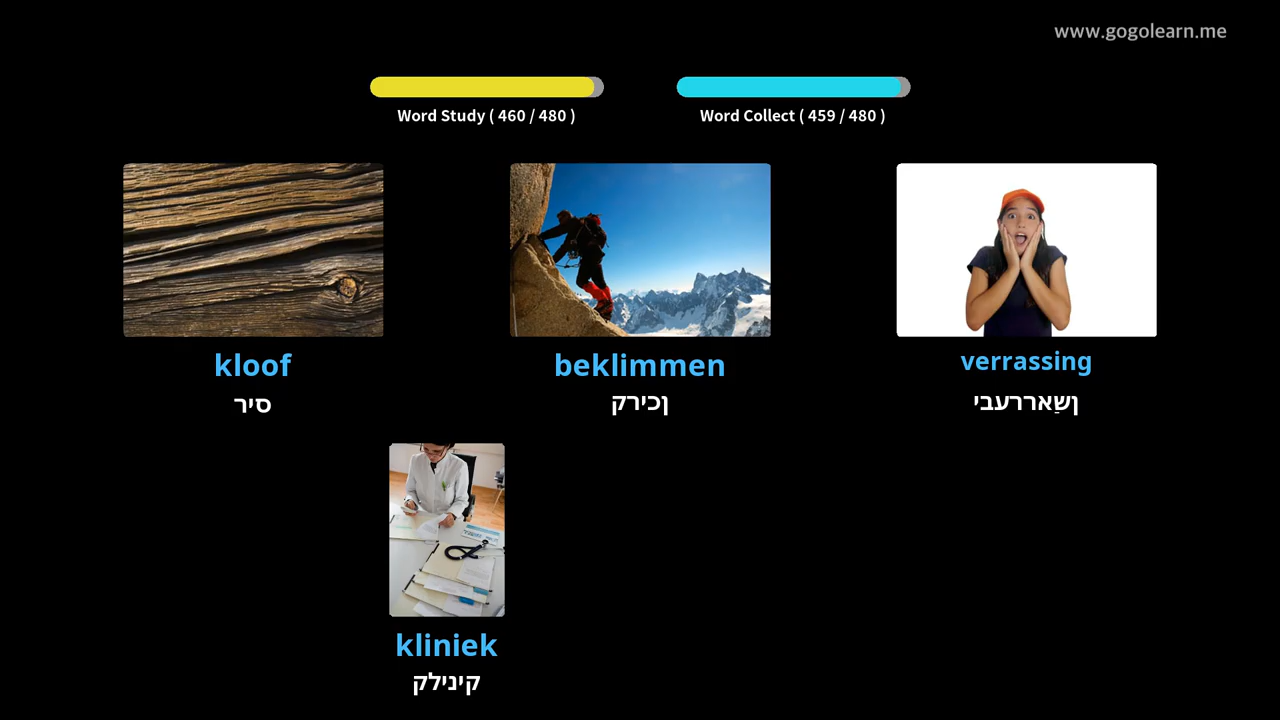 www.gogolearn.me
Word Study ( 460 / 480 )
Word Collect ( 459 / 480 )
kloof
סיר
beklimmen
ןכירק
verrassing
ןשַאררעבי
kliniek
קינילק